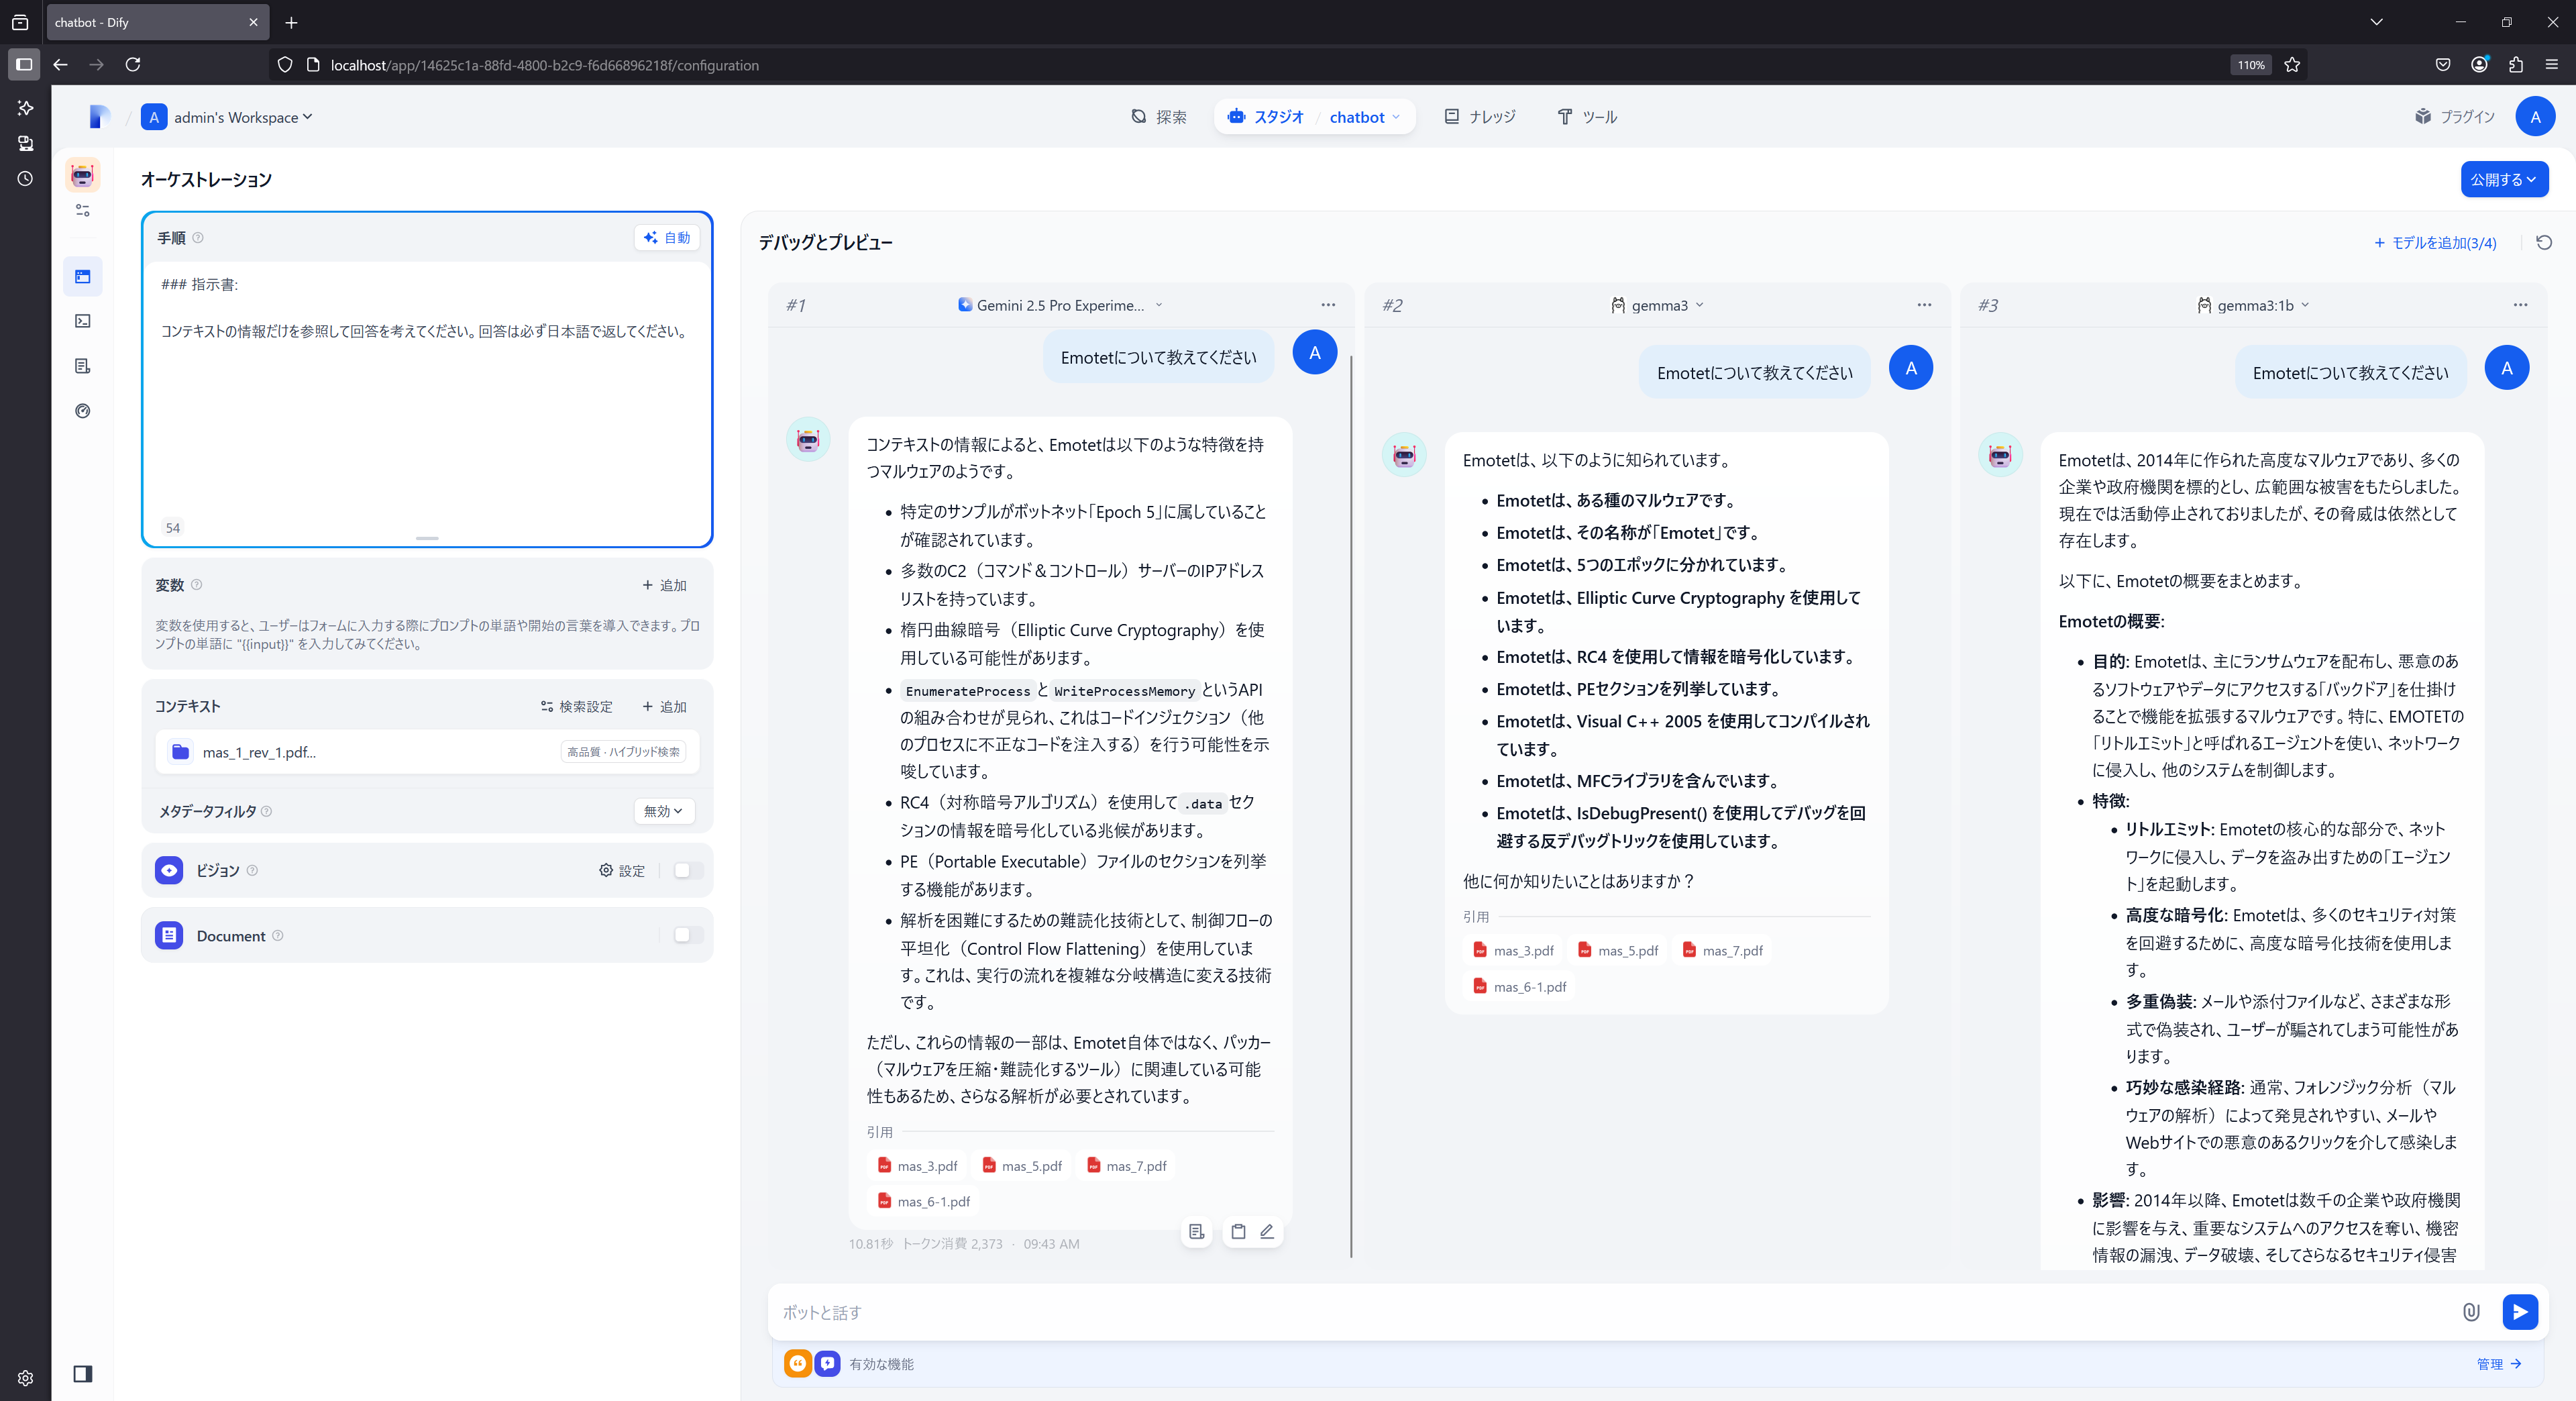 chatbot - Dify
localhost/app/14625c1a-88fd-4800-b2c9-f6d66896218f/configuration
110%
A admin's Workspace
探索
スタジオ / chatbot
ナレッジ
ツール
プラグイン
A
オーケストレーション
公開する
手順
自動
### 指示書:
コンテキストの情報だけを参照して回答を考えてください。回答は必ず日本語で返してください。
54
変数
+ 追加
変数を使用すると、ユーザーはフォームに入力する際にプロンプトの単語や開始の言葉を導入できます。プロ
ンプトの単語に "{{input}}" を入力してみてください。
コンテキスト
検索設定
+ 追加
mas_1_rev_1.pdf...
高品質・ハイブリッド検索
メタデータフィルタ
無効
ビジョン
設定
Document
デバッグとプレビュー
+ モデルを追加(3/4)
#1
Gemini 2.5 Pro Experime...
Emotetについて教えてください
A
コンテキストの情報によると、Emotetは以下のような特徴を持
つマルウェアのようです。
• 特定のサンプルがボットネット「Epoch 5」に属していること
が確認されています。
• 多数のC2（コマンド＆コントロール）サーバーのIPアドレス
リストを持っています。
• 楕円曲線暗号（Elliptic Curve Cryptography）を使
用している可能性があります。
• EnumerateProcess と WriteProcessMemory というAPI
の組み合わせが見られ、これはコードインジェクション（他
のプロセスに不正なコードを注入する）を行う可能性を示
唆しています。
• RC4（対称暗号アルゴリズム）を使用して .data セク
ションの情報を暗号化している兆候があります。
• PE（Portable Executable）ファイルのセクションを列挙
する機能があります。
• 解析を困難にするための難読化技術として、制御フローの
平坦化（Control Flow Flattening）を使用していま
す。これは、実行の流れを複雑な分岐構造に変える技術
です。
ただし、これらの情報の一部は、Emotet自体ではなく、パッカー
（マルウェアを圧縮・難読化するツール）に関連している可能
性もあるため、さらなる解析が必要とされています。
引用
mas_3.pdf
mas_5.pdf
mas_7.pdf
mas_6-1.pdf
10.81秒 トークン消費 2,373 · 09:43 AM
#2
gemma3
Emotetについて教えてください
A
Emotetは、以下のように知られています。
• Emotetは、ある種のマルウェアです。
• Emotetは、その名称が「Emotet」です。
• Emotetは、5つのエポックに分かれています。
• Emotetは、Elliptic Curve Cryptography を使用して
います。
• Emotetは、RC4 を使用して情報を暗号化しています。
• Emotetは、PEセクションを列挙しています。
• Emotetは、Visual C++ 2005 を使用してコンパイルされ
ています。
• Emotetは、MFCライブラリを含んでいます。
• Emotetは、IsDebugPresent() を使用してデバッグを回
避する反デバッグトリックを使用しています。
他に何か知りたいことはありますか？
引用
mas_3.pdf
mas_5.pdf
mas_7.pdf
mas_6-1.pdf
#3
gemma3:1b
Emotetについて教えてください
A
Emotetは、2014年に作られた高度なマルウェアであり、多くの
企業や政府機関を標的とし、広範囲な被害をもたらしました。
現在では活動停止されておりましたが、その脅威は依然として
存在します。
以下に、Emotetの概要をまとめます。
Emotetの概要:
• 目的: Emotetは、主にランサムウェアを配布し、悪意のあ
るソフトウェアやデータにアクセスする「バックドア」を仕掛け
ることで機能を拡張するマルウェアです。特に、EMOTETの
「リトルエミット」と呼ばれるエージェントを使い、ネットワーク
に侵入し、他のシステムを制御します。
• 特徴:
• リトルエミット: Emotetの核心的な部分で、ネット
ワークに侵入し、データを盗み出すための「エージェン
ト」を起動します。
• 高度な暗号化: Emotetは、多くのセキュリティ対策
を回避するために、高度な暗号化技術を使用しま
す。
• 多重偽装: メールや添付ファイルなど、さまざまな形
式で偽装され、ユーザーが騙されてしまう可能性があ
ります。
• 巧妙な感染経路: 通常、フォレンジック分析（マル
ウェアの解析）によって発見されやすい、メールや
Webサイトでの悪意のあるクリックを介して感染しま
す。
• 影響: 2014年以降、Emotetは数千の企業や政府機関
に影響を与え、重要なシステムへのアクセスを奪い、機密
情報の漏洩、データ破壊、そしてさらなるセキュリティ侵害
ボットと話す
有効な機能
管理 →